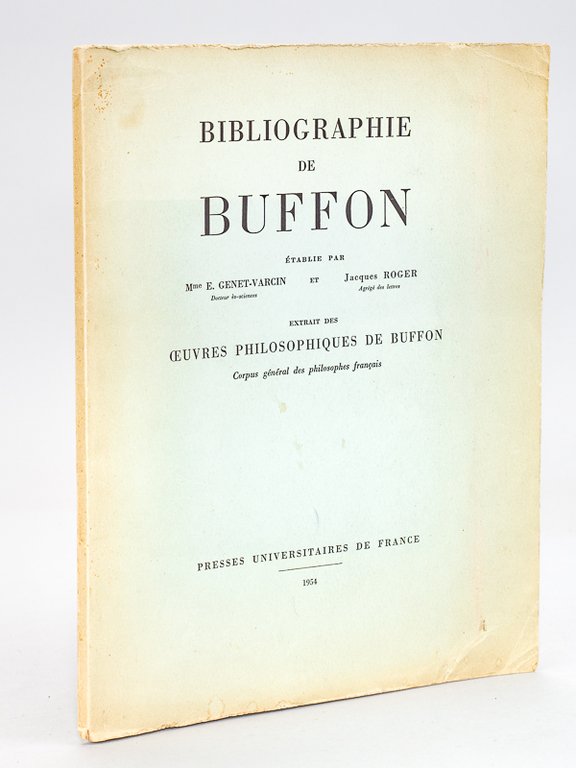 BIBLIOGRAPHIE
DE
BUFFON
ÉTABLIE PAR
Mme E. GENET-VARCIN ET Jacques ROGER
Docteur ès-sciences Agrégé des lettres
EXTRAIT DES
ŒUVRES PHILOSOPHIQUES DE BUFFON
Corpus général des philosophes français
PRESSES UNIVERSITAIRES DE FRANCE
1954